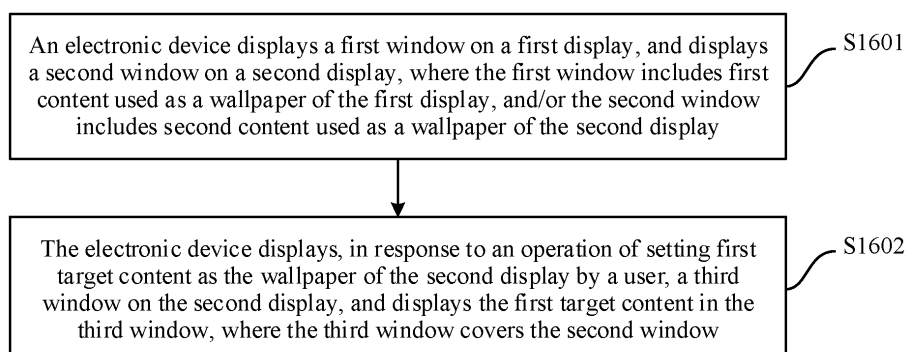 An electronic device displays a first window on a first display, and displays
a second window on a second display, where the first window includes first
content used as a wallpaper of the first display, and/or the second window
includes second content used as a wallpaper of the second display
S1601
The electronic device displays, in response to an operation of setting first
target content as the wallpaper of the second display by a user, a third
window on the second display, and displays the first target content in the
third window, where the third window covers the second window
S1602